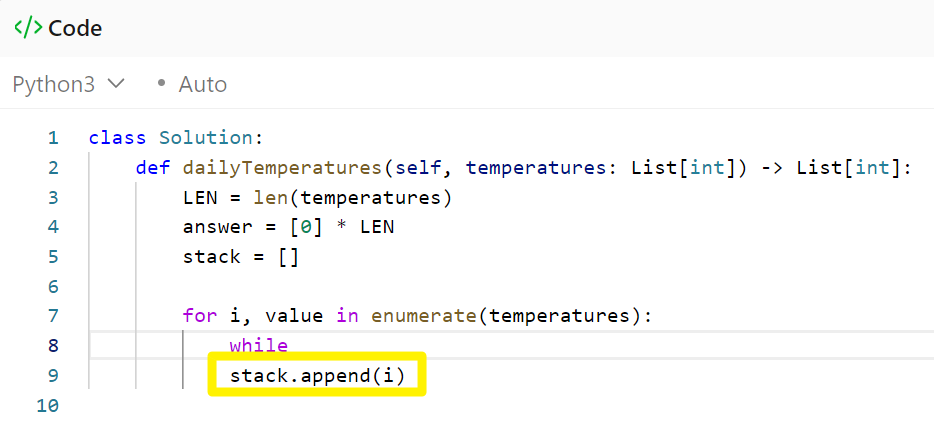 </> Code
Python3 • Auto
1 class Solution:
2     def dailyTemperatures(self, temperatures: List[int]) -> List[int]:
3         LEN = len(temperatures)
4         answer = [0] * LEN
5         stack = []
6
7         for i, value in enumerate(temperatures):
8             while
9             stack.append(i)
10